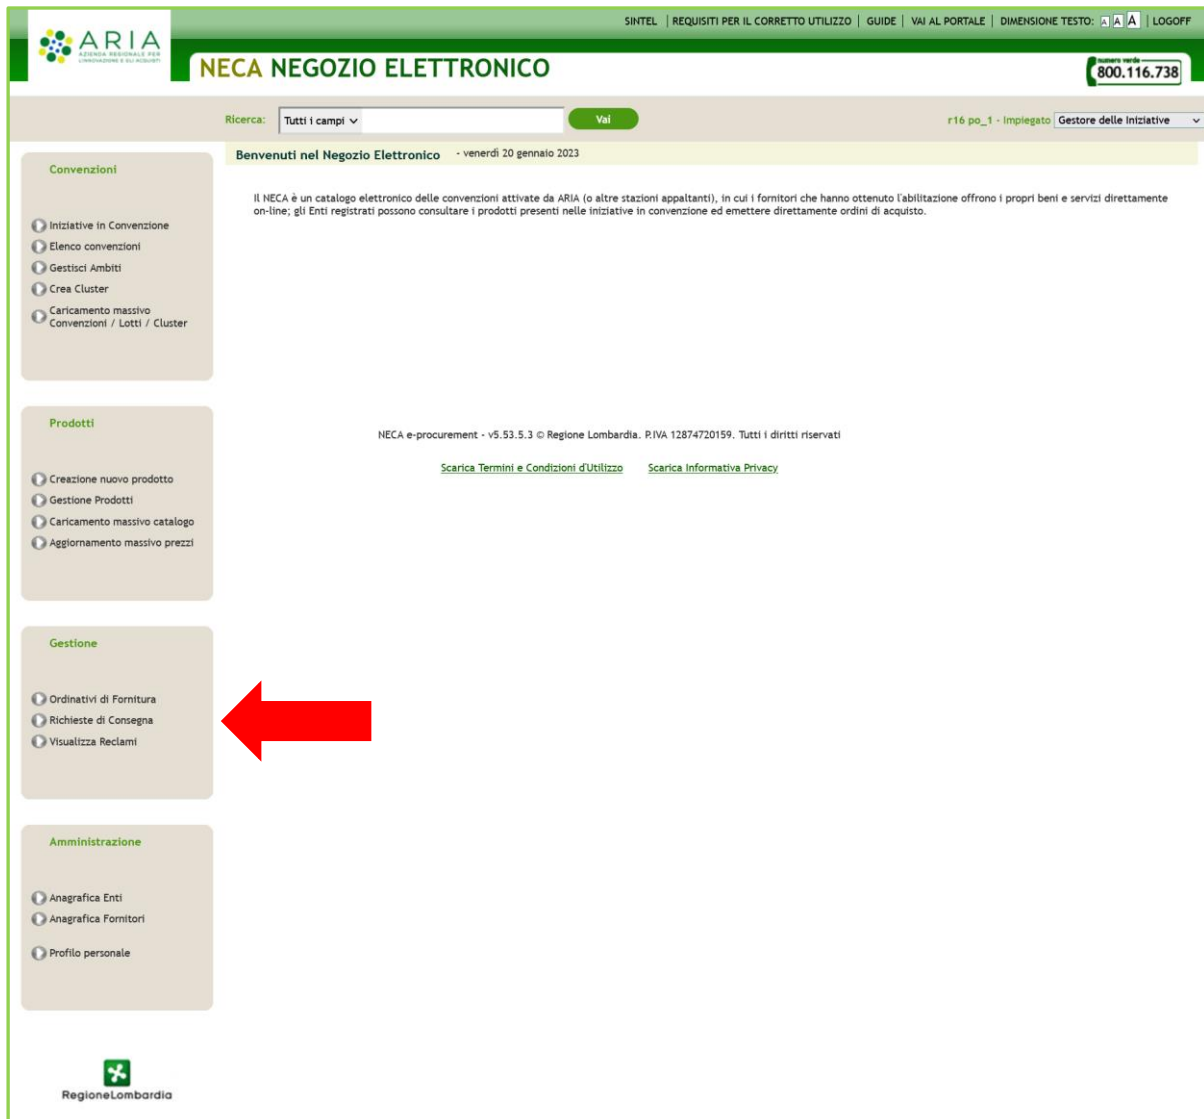 SINTEL | REQUISITI PER IL CORRETTO UTILIZZO | GUIDE | VAI AL PORTALE | DIMENSIONE TESTO: A A A | LOGOFF
ARIA
AZIENDA REGIONALE PER
L'INNOVAZIONE E GLI ACQUISTI
NECA NEGOZIO ELETTRONICO
numero verde
800.116.738
Ricerca: Tutti i campi Vai
r16 po_1 - Impiegato Gestore delle Iniziative
Benvenuti nel Negozio Elettronico - venerdì 20 gennaio 2023
Il NECA è un catalogo elettronico delle convenzioni attivate da ARIA (o altre stazioni appaltanti), in cui i fornitori che hanno ottenuto l'abilitazione offrono i propri beni e servizi direttamente
on-line; gli Enti registrati possono consultare i prodotti presenti nelle iniziative in convenzione ed emettere direttamente ordini di acquisto.
Convenzioni
Iniziative in Convenzione
Elenco convenzioni
Gestisci Ambiti
Crea Cluster
Caricamento massivo
Convenzioni / Lotti / Cluster
Prodotti
Creazione nuovo prodotto
Gestione Prodotti
Caricamento massivo catalogo
Aggiornamento massivo prezzi
NECA e-procurement - v5.53.5.3 © Regione Lombardia. P.IVA 12874720159. Tutti i diritti riservati
Scarica Termini e Condizioni d'Utilizzo Scarica Informativa Privacy
Gestione
Ordinativi di Fornitura
Richieste di Consegna
Visualizza Reclami
Amministrazione
Anagrafica Enti
Anagrafica Fornitori
Profilo personale
RegioneLombardia